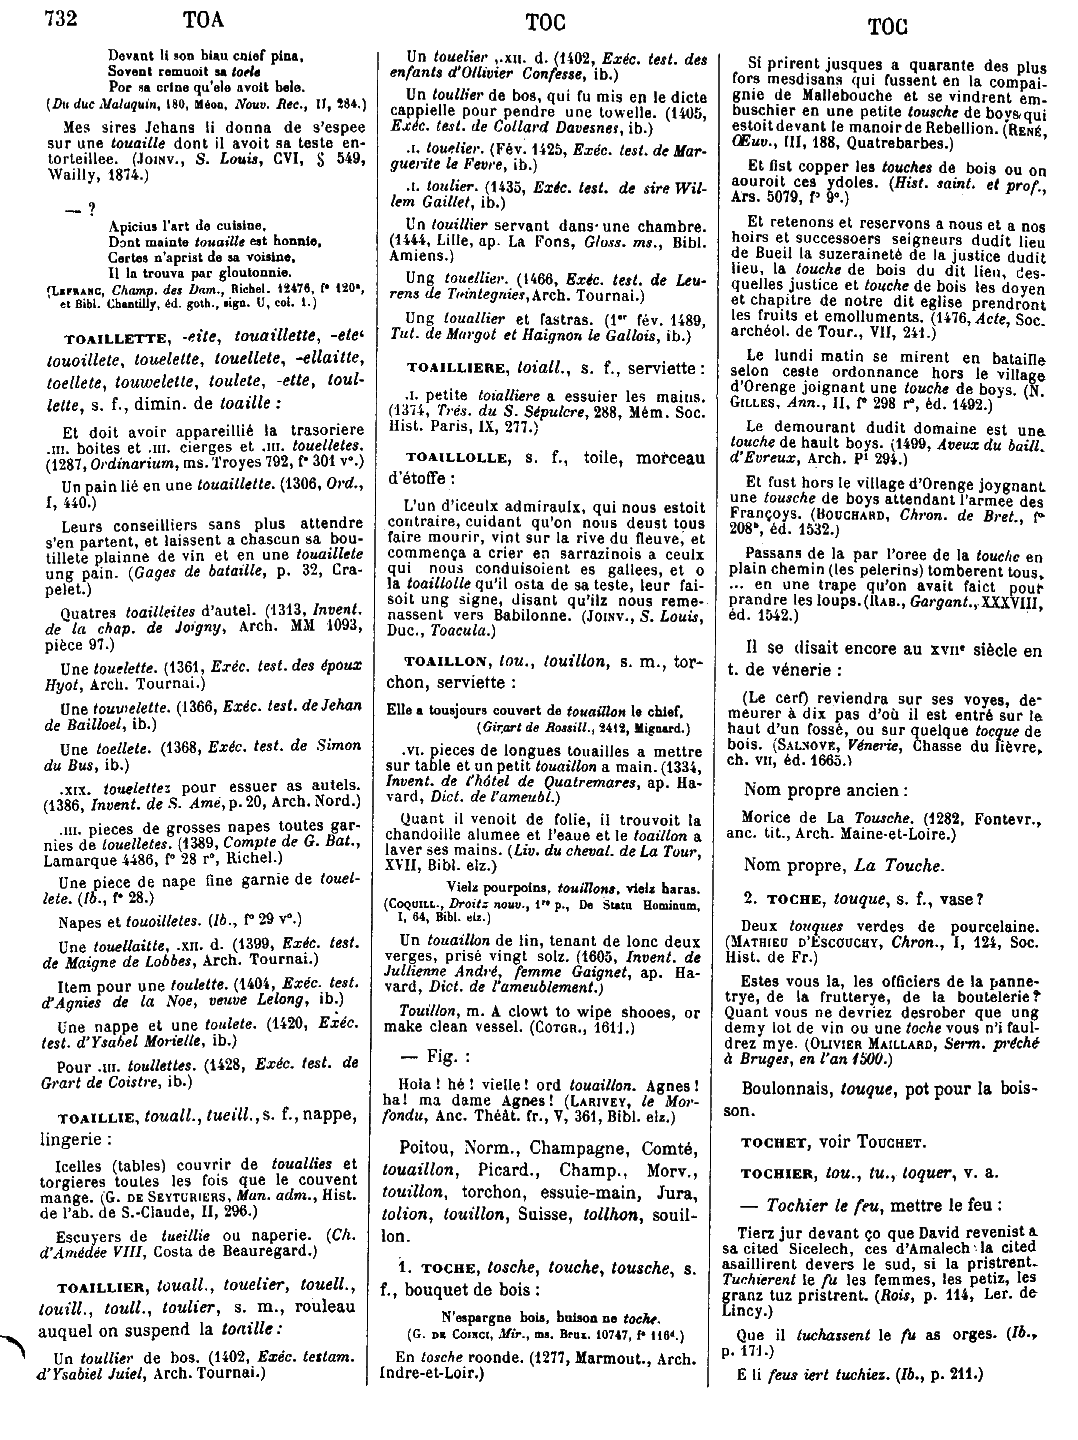 732
TOA
TOC
TOC
Devant li son biau chief pina,
Sovent remuoit sa toele
Por sa crine qu'ele avoit bele.
(Du duc Malaquin, 180, Méon, Nouv. Rec., II, 284.)
Mes sires Jehans li donna de s'espee
sur une touaille dont il avoit sa teste en-
torteillee. (Joinv., S. Louis, CVI, § 549,
Wailly, 1874.)
— ?
Apicius l'art de cuisine,
Dont mainte touaille est honnie,
Certes n'aprist de sa voisine,
Il la trouva par gloutonnie.
(Lefranc, Champ. des Dam., Richel. 12476, f° 120ª,
et Bibl. Chantilly, éd. goth., sign. U, col. 1.)
TOAILLETTE, -eite, touaillette, -ete,
touoillete, touelette, touellete, -ellaitte,
toellete, touwelette, toulete, -ette, toul-
lette, s. f., dimin. de toaille :
Et doit avoir appareillié la trasoriere
.III. boites et .III. cierges et .III. touelletes.
(1287, Ordinarium, ms. Troyes 792, f° 301 v°.)
Un pain lié en une touaillette. (1306, Ord.,
I, 440.)
Leurs conseilliers sans plus attendre
s'en partent, et laissent a chascun sa bou-
tillete plainne de vin et en une touaillete
ung pain. (Gages de bataille, p. 32, Cra-
pelet.)
Quatres toailleites d'autel. (1313, Invent.
de la chap. de Joigny, Arch. MM 1093,
pièce 97.)
Une touelette. (1361, Exéc. test. des époux
Hyot, Arch. Tournai.)
Une touwelette. (1366, Exéc. test. de Jehan
de Bailloel, ib.)
Une toellete. (1368, Exéc. test. de Simon
du Bus, ib.)
.XIX. touelettez pour essuer as autels.
(1386, Invent. de S. Amé, p. 20, Arch. Nord.)
.III. pieces de grosses napes toutes gar-
nies de touelletes. (1389, Compte de G. Bat.,
Lamarque 4486, f° 28 r°, Richel.)
Une piece de nape fine garnie de touel-
lete. (Ib., f° 28.)
Napes et touoilletes. (Ib., f° 29 v°.)
Une touellaitte, .XII. d. (1399, Exéc. test.
de Maigne de Lobbes, Arch. Tournai.)
Item pour une toulette. (1404, Exéc. test.
d'Agnies de la Noe, veuve Lelong, ib.)
Une nappe et une toulete. (1420, Exéc.
test. d'Ysabel Morielle, ib.)
Pour .III. toullettes. (1428, Exéc. test. de
Grart de Coistre, ib.)
TOAILLIE, touall., tueill., s. f., nappe,
lingerie :
Icelles (tables) couvrir de touallies et
torgieres toutes les fois que le couvent
mange. (G. de Seyturiers, Man. adm., Hist.
de l'ab. de S.-Claude, II, 296.)
Escuyers de tueillie ou naperie. (Ch.
d'Amédée VIII, Costa de Beauregard.)
TOAILLIER, touall., touelier, touell.,
touill., toull., toulier, s. m., rouleau
auquel on suspend la toaille :
Un toullier de bos. (1402, Exéc. testam.
d'Ysabiel Juiel, Arch. Tournai.)
Un touelier ,.XII. d. (1402, Exéc. test. des
enfants d'Ollivier Confesse, ib.)
Un toullier de bos, qui fu mis en le dicte
cappielle pour pendre une towelle. (1405,
Exéc. test. de Collard Davesnes, ib.)
.I. touelier. (Fév. 1425, Exéc. test. de Mar-
guerite le Fevre, ib.)
.I. toulier. (1435, Exéc. test. de sire Wil-
lem Gaillet, ib.)
Un touillier servant dans une chambre.
(1444, Lille, ap. La Fons, Gloss. ms., Bibl.
Amiens.)
Ung touellier. (1466, Exéc. test. de Leu-
rens de Tointegnies, Arch. Tournai.)
Ung touallier et fastras. (1er fév. 1489,
Tut. de Margot et Haignon le Gallois, ib.)
TOAILLIERE, toiall., s. f., serviette :
.I. petite toialliere a essuier les mains.
(1374, Trés. du S. Sépulcre, 288, Mém. Soc.
Hist. Paris, IX, 277.)
TOAILLOLLE, s. f., toile, morceau
d'étoffe :
L'un d'iceulx admiraulx, qui nous estoit
contraire, cuidant qu'on nous deust tous
faire mourir, vint sur la rive du fleuve, et
commença a crier en sarrazinois a ceulx
qui nous conduisoient es gallees, et o
la toaillolle qu'il osta de sa teste, leur fai-
soit ung signe, disant qu'ilz nous reme-
nassent vers Babilonne. (Joinv., S. Louis,
Duc., Toacula.)
TOAILLON, tou., touillon, s. m., tor-
chon, serviette :
Elle a tousjours couvert de touaillon le chief,
(Girart de Rossill., 2412, Mignard.)
.VI. pieces de longues touailles a mettre
sur table et un petit touaillon a main. (1334,
Invent. de l'hôtel de Quatremares, ap. Ha-
vard, Dict. de l'ameubl.)
Quant il venoit de folie, il trouvoit la
chandoille alumee et l'eaue et le toaillon a
laver ses mains. (Liv. du cheval. de La Tour,
XVII, Bibl. elz.)
Vielz pourpoins, touillons, vielz haras.
(Coquill., Droitz nouv., 1re p., De Statu Hominum,
I, 64, Bibl. elz.)
Un touaillon de lin, tenant de lonc deux
verges, prisé vingt solz. (1605, Invent. de
Jullienne André, femme Gaignet, ap. Ha-
vard, Dict. de l'ameublement.)
Touillon, m. A clowt to wipe shooes, or
make clean vessel. (Cotgr., 1611.)
— Fig. :
Hola ! hé ! vielle ! ord touaillon. Agnes !
ha! ma dame Agnes! (Larivey, le Mor-
fondu, Anc. Théât. fr., V, 361, Bibl. elz.)
Poitou, Norm., Champagne, Comté,
touaillon, Picard., Champ., Morv.,
touillon, torchon, essuie-main, Jura,
tolion, touillon, Suisse, tollhon, souil-
lon.
1. TOCHE, tosche, touche, tousche, s.
f., bouquet de bois :
N'espargne bois, buison ne toche.
(G. de Coinci, Mir., ms. Brux. 10747, f° 116d.)
En tosche roonde. (1277, Marmout., Arch.
Indre-et-Loir.)
Si prirent jusques a quarante des plus
fors mesdisans qui fussent en la compai-
gnie de Mallebouche et se vindrent em-
buschier en une petite tousche de boys qui
estoit devant le manoir de Rebellion. (René,
Œuv., III, 188, Quatrebarbes.)
Et fist copper les touches de bois ou on
aouroit ces ydoles. (Hist. saint. et prof.,
Ars. 5079, f° 9c.)
Et retenons et reservons a nous et a nos
hoirs et successoers seigneurs dudit lieu
de Bueil la suzeraineté de la justice dudit
lieu, la touche de bois du dit lieu, des-
quelles justice et touche de bois les doyen
et chapitre de notre dit eglise prendront
les fruits et emolluments. (1476, Acte, Soc.
archéol. de Tour., VII, 241.)
Le lundi matin se mirent en bataille
selon ceste ordonnance hors le village
d'Orenge joignant une touche de boys. (N.
Gilles, Ann., II, f° 298 r°, éd. 1492.)
Le demourant dudit domaine est une
touche de hault boys. (1499, Aveux du baill.
d'Evreux, Arch. P1 294.)
Et fust hors le village d'Orenge joygnant
une tousche de boys attendant l'armee des
Françoys. (Bouchard, Chron. de Bret., f°
208ª, éd. 1532.)
Passans de la par l'oree de la touche en
plain chemin (les pelerins) tomberent tous,
... en une trape qu'on avait faict pour
prandre les loups. (Rab., Gargant., XXXVIII,
éd. 1542.)
Il se disait encore au XVIIe siècle en
t. de vénerie :
(Le cerf) reviendra sur ses voyes, de-
meurer à dix pas d'où il est entré sur le
haut d'un fossé, ou sur quelque tocque de
bois. (Salnove, Vénerie, Chasse du lièvre,
ch. VII, éd. 1665.)
Nom propre ancien :
Morice de La Tousche. (1282, Fontevr.,
anc. tit., Arch. Maine-et-Loire.)
Nom propre, La Touche.
2. TOCHE, touque, s. f., vase ?
Deux touques verdes de pourcelaine.
(Mathieu d'Escouchy, Chron., I, 124, Soc.
Hist. de Fr.)
Estes vous la, les officiers de la panne-
trye, de la frutterye, de la boutelerie?
Quant vous ne devriez desrober que ung
demy lot de vin ou une toche vous n'i faul-
drez mye. (Olivier Maillard, Serm. préché
à Bruges, en l'an 1500.)
Boulonnais, touque, pot pour la bois-
son.
TOCHET, voir Touchet.
TOCHIER, tou., tu., toquer, v. a.
— Tochier le feu, mettre le feu :
Tierz jur devant ço que David revenist a
sa cited Sicelech, ces d'Amalech la cited
asaillirent devers le sud, si la pristrent.
Tuchierent le fu les femmes, les petiz, les
granz tuz pristrent. (Rois, p. 114, Ler. de
Lincy.)
Que il tuchassent le fu as orges. (Ib.,
p. 171.)
E li feus iert tuchiez. (Ib., p. 211.)